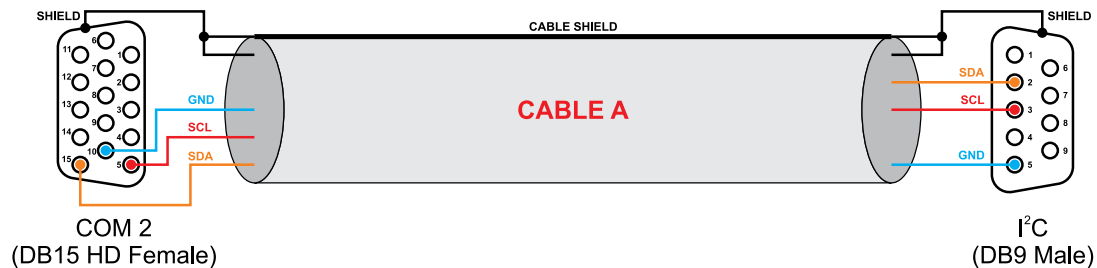 SHIELD
CABLE SHIELD
SHIELD
6
11
1
1
6
7
12
2
SDA
2
7
8
13
3
GND
CABLE A
SCL
3
8
9
14
4
SCL
4
9
10
15
5
SDA
GND
5
COM 2
(DB15 HD Female)
I²C
(DB9 Male)